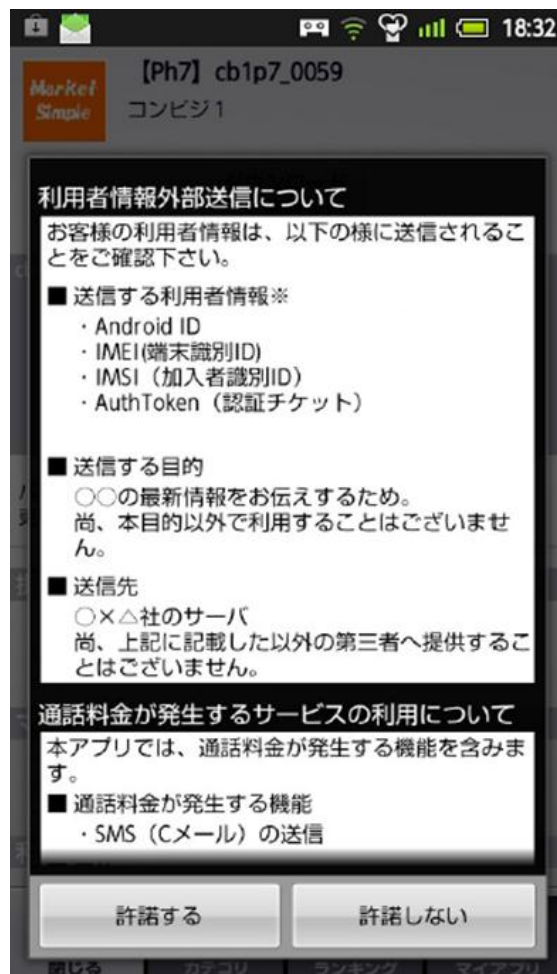 18:32
Market
Simple
【Ph7】cb1p7_0059
コンビジ1
利用者情報外部送信について
お客様の利用者情報は、以下の様に送信されるこ
とをご確認下さい。
■ 送信する利用者情報※
・Android ID
・IMEI(端末識別ID)
・IMSI（加入者識別ID）
・AuthToken（認証チケット）
■ 送信する目的
○○の最新情報をお伝えするため。
尚、本目的以外で利用することはございませ
ん。
■ 送信先
○×△社のサーバ
尚、上記に記載した以外の第三者へ提供するこ
とはございません。
通話料金が発生するサービスの利用について
本アプリでは、通話料金が発生する機能を含みま
す。
■ 通話料金が発生する機能
・SMS（Cメール）の送信
許諾する
許諾しない
閉じる
カテゴリ
ランキング
マイアプリ